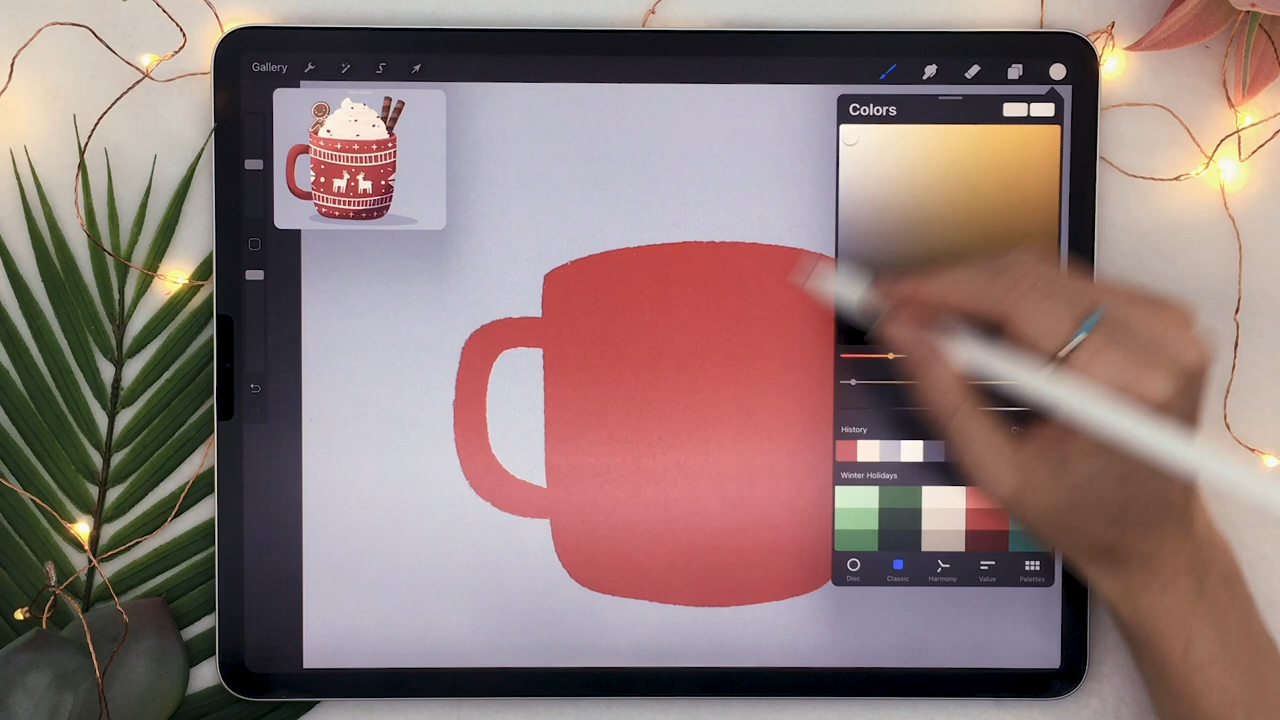 Gallery
Colors
History
Winter Holidays
Disc Classic Harmony Value Palettes